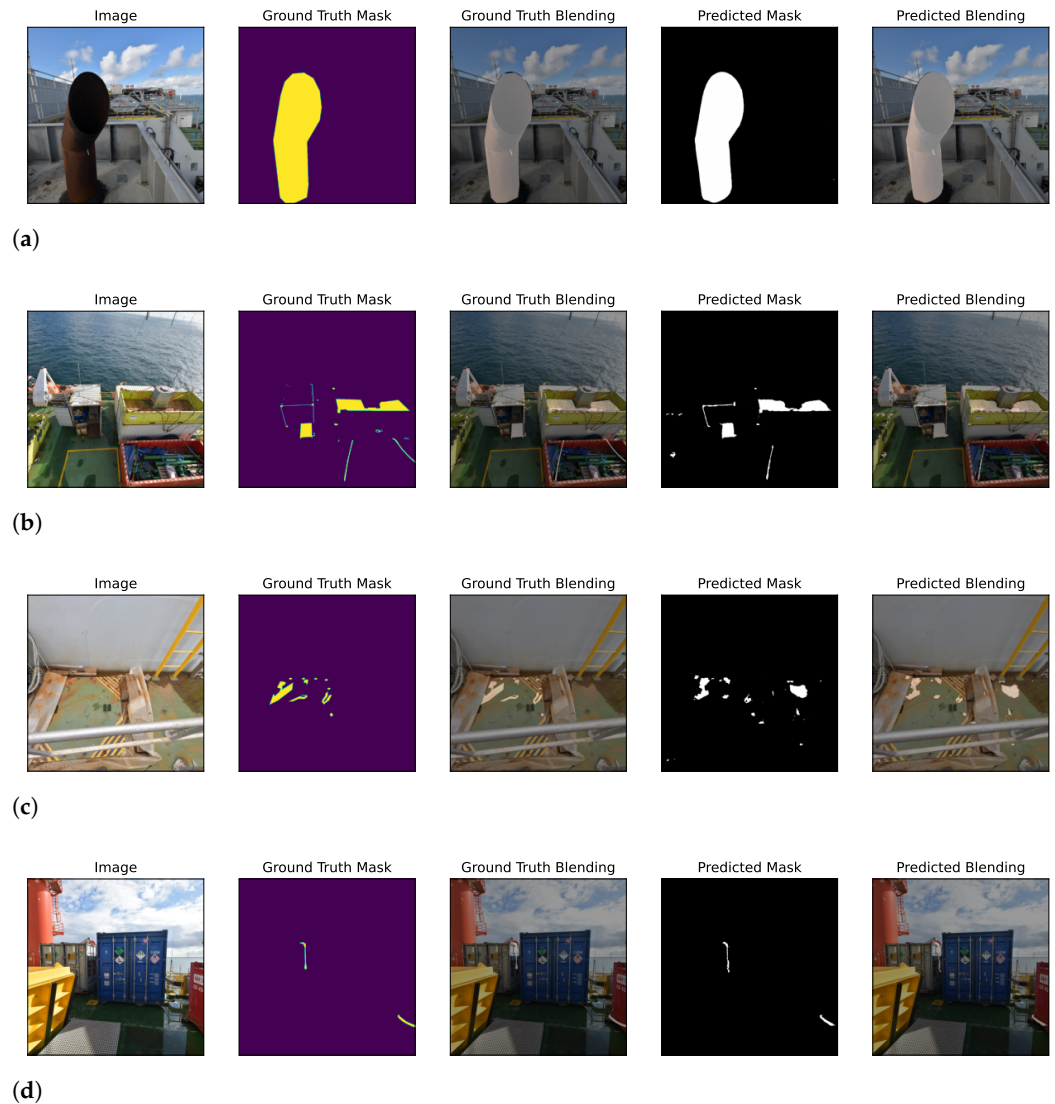 Image Ground Truth Mask Ground Truth Blending Predicted Mask Predicted Blending
(a)
Image Ground Truth Mask Ground Truth Blending Predicted Mask Predicted Blending
(b)
Image Ground Truth Mask Ground Truth Blending Predicted Mask Predicted Blending
(c)
Image Ground Truth Mask Ground Truth Blending Predicted Mask Predicted Blending
(d)